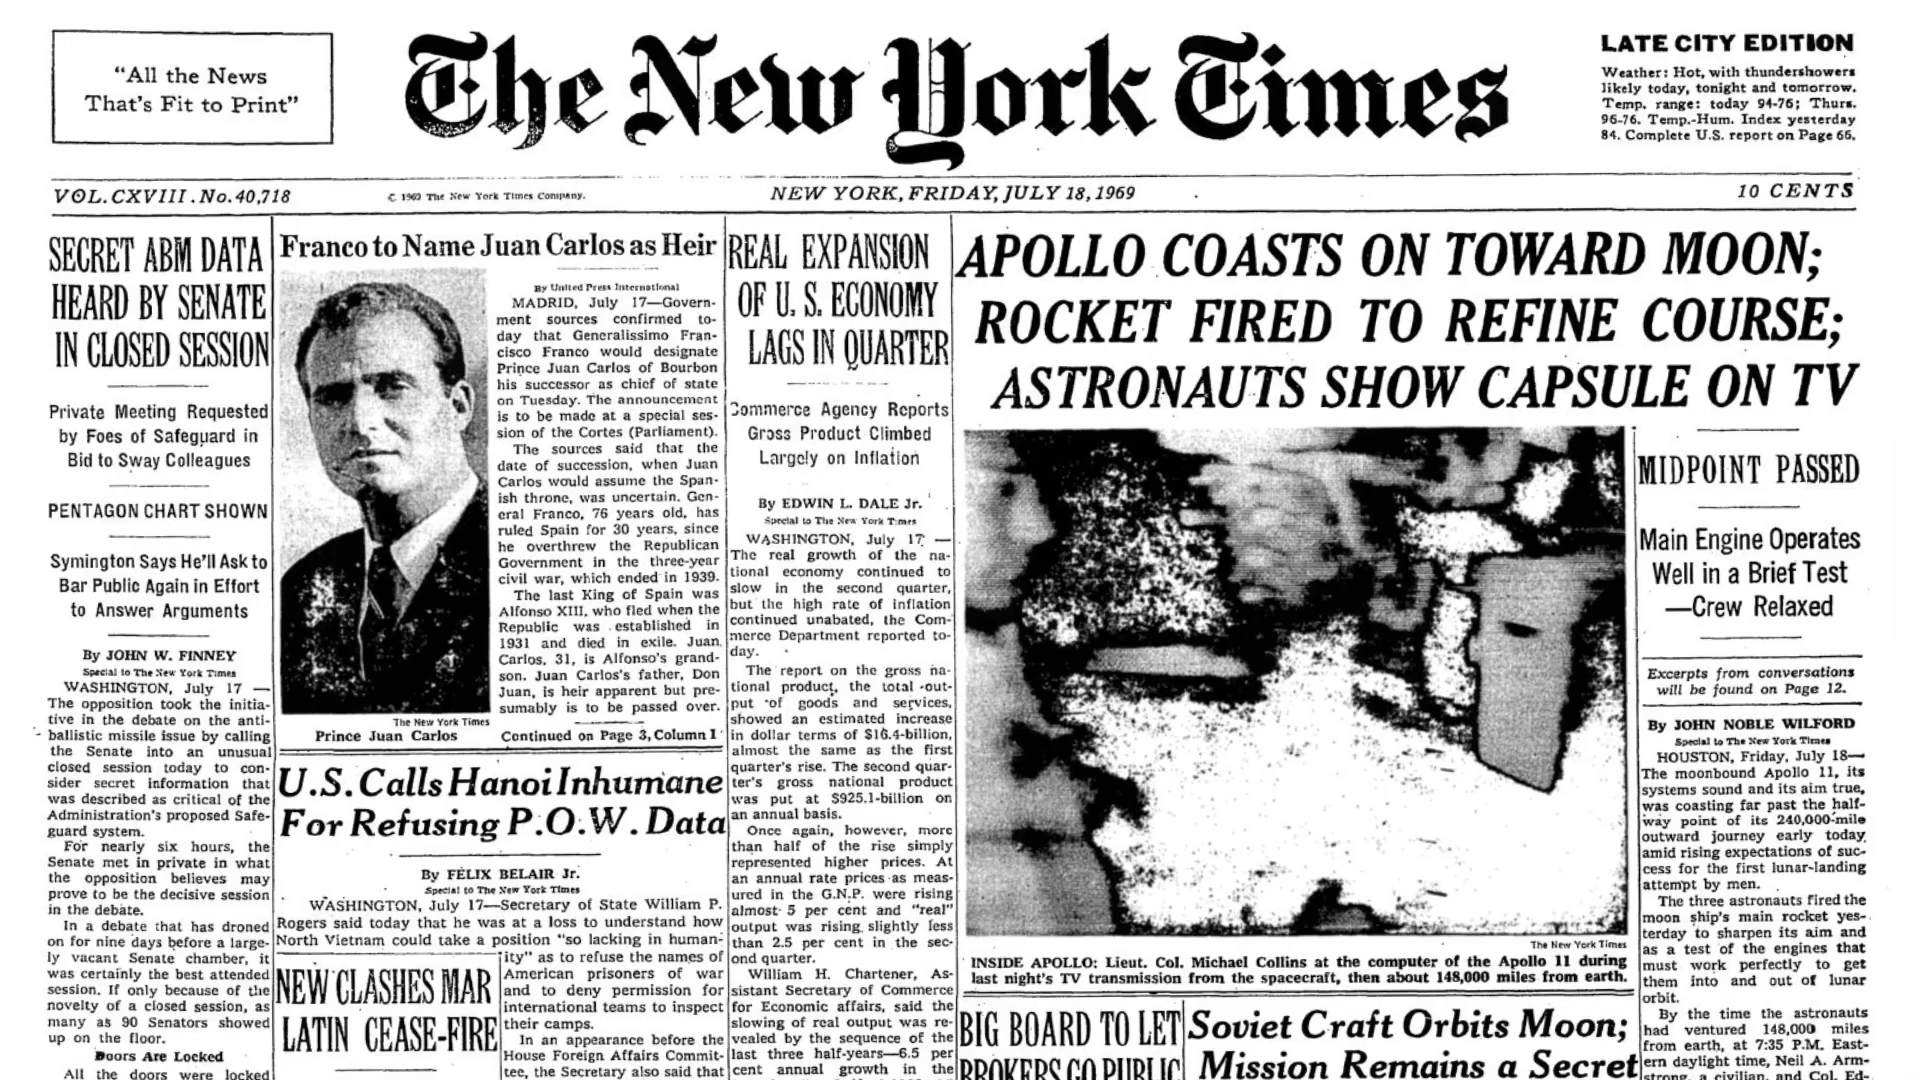 "All the News
That's Fit to Print"
The New York Times
LATE CITY EDITION
Weather: Hot, with thundershowers
likely today, tonight and tomorrow.
Temp. range: today 94-76; Thurs.
96-76. Temp.-Hum. Index yesterday
84. Complete U.S. report on Page 66.
VOL. CXVIII. No. 40,718
© 1969 The New York Times Company.
NEW YORK, FRIDAY, JULY 18, 1969
10 CENTS
SECRET ABM DATA
HEARD BY SENATE
IN CLOSED SESSION
Private Meeting Requested
by Foes of Safeguard in
Bid to Sway Colleagues
PENTAGON CHART SHOWN
Symington Says He'll Ask to
Bar Public Again in Effort
to Answer Arguments
By JOHN W. FINNEY
Special to The New York Times
WASHINGTON, July 17 —
The opposition took the initia-
tive in the debate on the anti-
ballistic missile issue by calling
the Senate into an unusual
closed session today to con-
sider secret information that
was described as critical of the
Administration's proposed Safe-
guard system.
For nearly six hours, the
Senate met in private in what
the opposition believes may
prove to be the decisive session
in the debate.
In a debate that has droned
on for nine days before a large-
ly vacant Senate chamber, it
was certainly the best attended
session. If only because of the
novelty of a closed session, as
many as 90 Senators showed
up on the floor.
Doors Are Locked
All the doors were locked
Franco to Name Juan Carlos as Heir
By United Press International
MADRID, July 17—Govern-
ment sources confirmed to-
day that Generalissimo Fran-
cisco Franco would designate
Prince Juan Carlos of Bourbon
his successor as chief of state
on Tuesday. The announcement
is to be made at a special ses-
sion of the Cortes (Parliament).
The sources said that the
date of succession, when Juan
Carlos would assume the Span-
ish throne, was uncertain. Gen-
eral Franco, 76 years old, has
ruled Spain for 30 years, since
he overthrew the Republican
Government in the three-year
civil war, which ended in 1939.
The last King of Spain was
Alfonso XIII, who fled when the
Republic was established in
1931 and died in exile. Juan
Carlos, 31, is Alfonso's grand-
son. Juan Carlos's father, Don
Juan, is heir apparent but pre-
sumably is to be passed over.
Continued on Page 3, Column 1
The New York Times
Prince Juan Carlos
U.S. Calls Hanoi Inhumane
For Refusing P.O.W. Data
By FELIX BELAIR Jr.
Special to The New York Times
WASHINGTON, July 17—Secretary of State William P.
Rogers said today that he was at a loss to understand how
North Vietnam could take a position "so lacking in human-
ity" as to refuse the names of
American prisoners of war
and to deny permission for
international teams to inspect
their camps.
In an appearance before the
House Foreign Affairs Commit-
tee, the Secretary also said that
NEW CLASHES MAR
LATIN CEASE-FIRE
REAL EXPANSION
OF U. S. ECONOMY
LAGS IN QUARTER
Commerce Agency Reports
Gross Product Climbed
Largely on Inflation
By EDWIN L. DALE Jr.
Special to The New York Times
WASHINGTON, July 17 —
The real growth of the na-
tional economy continued to
slow in the second quarter,
but the high rate of inflation
continued unabated, the Com-
merce Department reported to-
day.
The report on the gross na-
tional product, the total out-
put of goods and services,
showed an estimated increase
in dollar terms of $16.4-billion,
almost the same as the first
quarter's rise. The second quar-
ter's gross national product
was put at $925.1-billion on
an annual basis.
Once again, however, more
than half of the rise simply
represented higher prices. At
an annual rate prices as meas-
ured in the G.N.P. were rising
almost 5 per cent and "real"
output was rising slightly less
than 2.5 per cent in the sec-
ond quarter.
William H. Chartener, As-
sistant Secretary of Commerce
for Economic affairs, said the
slowing of real output was re-
vealed by the sequence of the
last three half-years—6.5 per
cent annual growth in the
APOLLO COASTS ON TOWARD MOON;
ROCKET FIRED TO REFINE COURSE;
ASTRONAUTS SHOW CAPSULE ON TV
The New York Times
INSIDE APOLLO: Lieut. Col. Michael Collins at the computer of the Apollo 11 during
last night's TV transmission from the spacecraft, then about 148,000 miles from earth.
BIG BOARD TO LET
BROKERS GO PUBLIC
Soviet Craft Orbits Moon;
Mission Remains a Secret
MIDPOINT PASSED
Main Engine Operates
Well in a Brief Test
—Crew Relaxed
Excerpts from conversations
will be found on Page 12.
By JOHN NOBLE WILFORD
Special to The New York Times
HOUSTON, Friday, July 18—
The moonbound Apollo 11, its
systems sound and its aim true,
was coasting far past the half-
way point of its 240,000-mile
outward journey early today
amid rising expectations of suc-
cess for the first lunar-landing
attempt by men.
The three astronauts fired the
moon ship's main rocket yes-
terday to sharpen its aim and
as a test of the engines that
must work perfectly to get
them into and out of lunar
orbit.
By the time the astronauts
had ventured 148,000 miles
from earth, at 7:35 P.M. East-
ern daylight time, Neil A. Arm-
strong, a civilian, and Col. Ed-